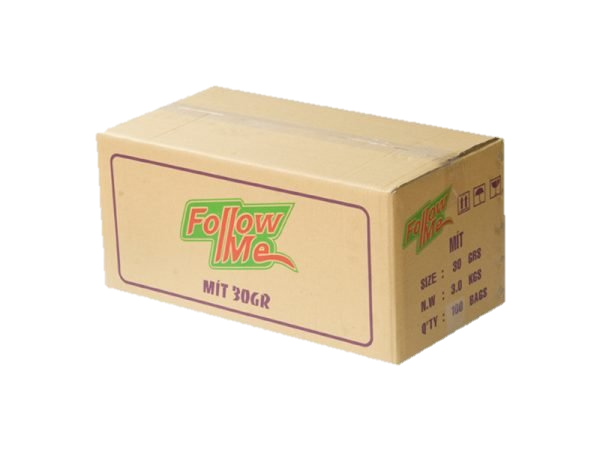 Follow
Me
MÍT 30GR
Follow
Me
MÍT
SIZE : 30 GRS
N.W : 3.0 KGS
Q'TY : 100 BAGS